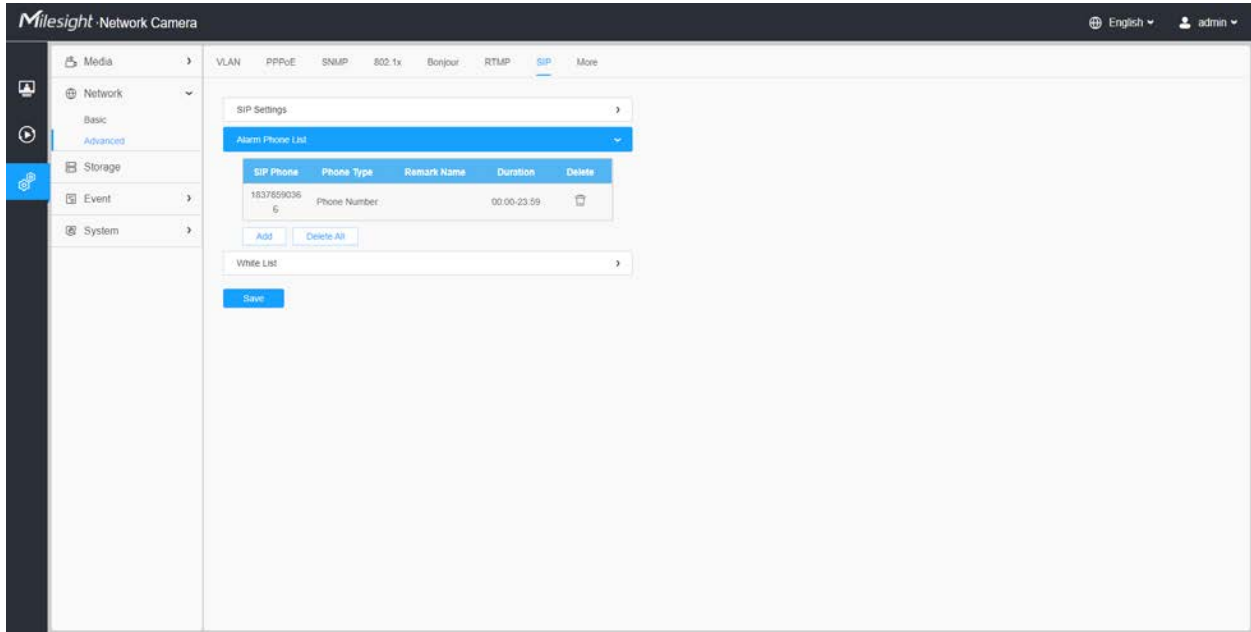 Milesight·Network Camera
English
admin
Media
VLAN PPPoE SNMP 802.1x Bonjour RTMP SIP More
Network
Basic
Advanced
Storage
Event
System
SIP Settings
Alarm Phone List
SIP Phone Phone Type Remark Name Duration Delete
1837859036
6
Phone Number
00:00-23:59
Add Delete All
White List
Save